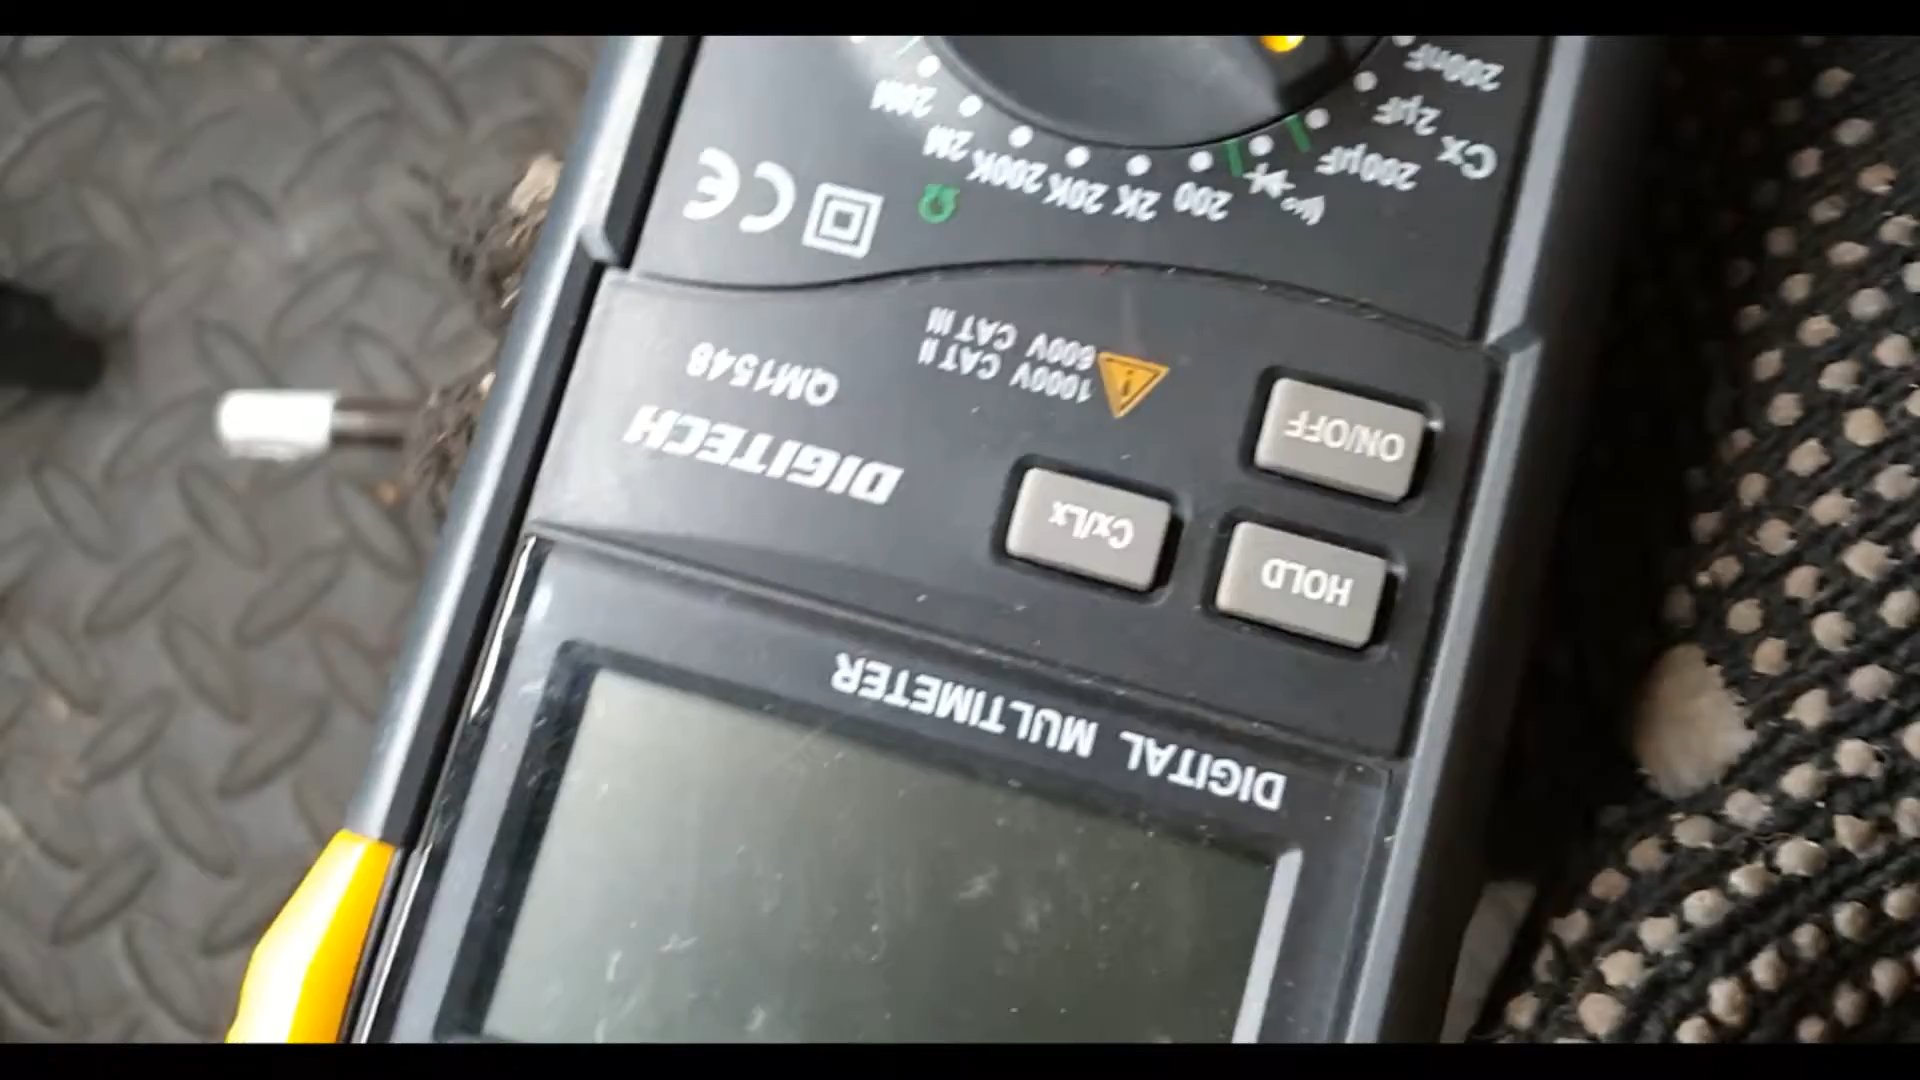 DIGITAL MULTIMETER
HOLD
Cx/Lx
ON/OFF
DIGITECH
QM1548
1000V CAT II
600V CAT III
CE
Ω
200 2K 20K 200K 2M 20M
200µF 2µF 200nF
Cx